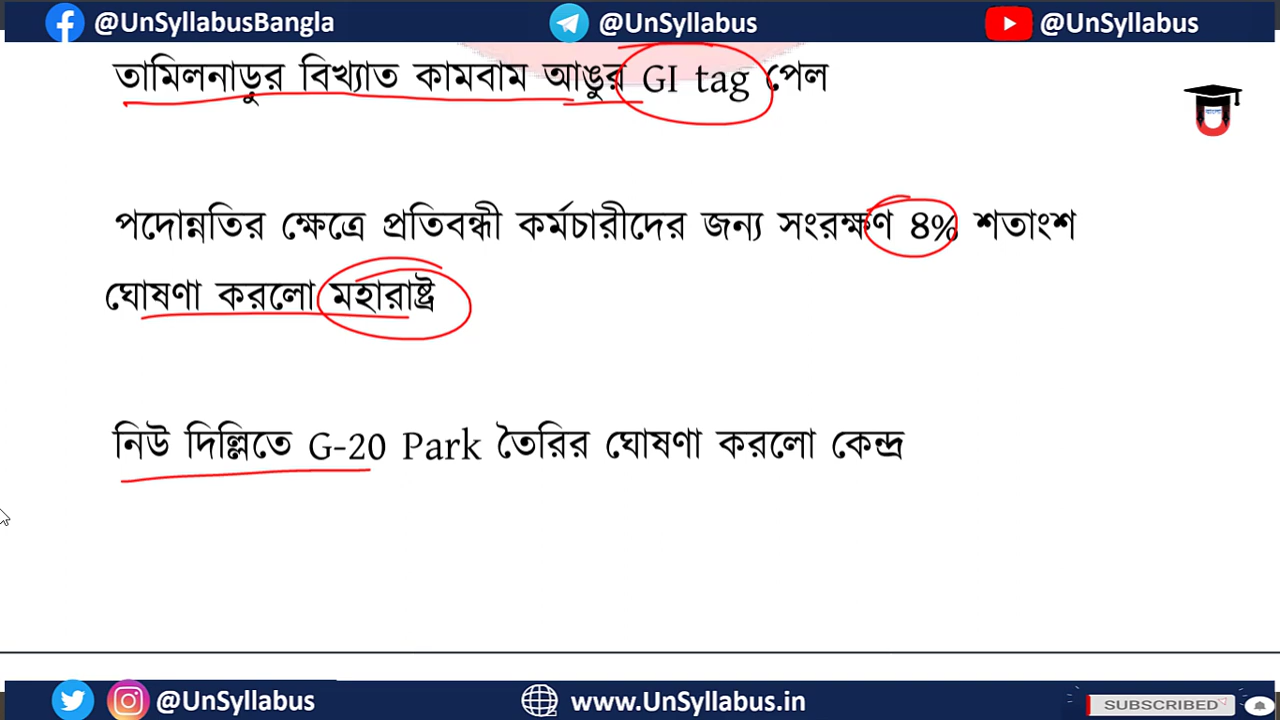 @UnSyllabusBangla @UnSyllabus @UnSyllabus
তামিলনাড়ুর বিখ্যাত কামবাম আঙুর GI tag পেল
পদোন্নতির ক্ষেত্রে প্রতিবন্ধী কর্মচারীদের জন্য সংরক্ষণ ৪% শতাংশ
ঘোষণা করলো মহারাষ্ট্র
নিউ দিল্লিতে G-20 Park তৈরির ঘোষণা করলো কেন্দ্র
@UnSyllabus www.UnSyllabus.in SUBSCRIBED